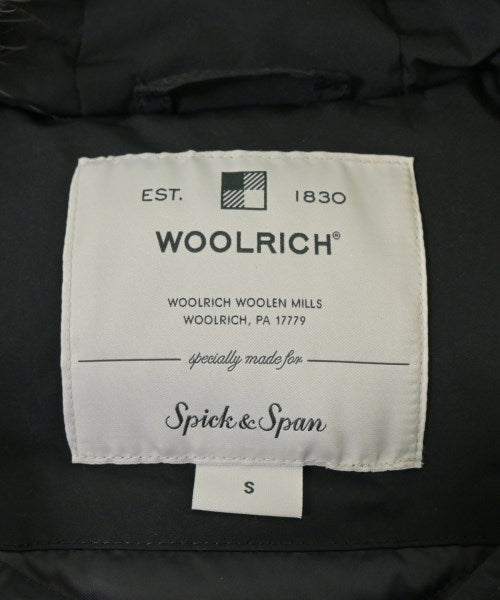 EST. 1830
WOOLRICH®
WOOLRICH WOOLEN MILLS
WOOLRICH, PA 17779
specially made for
Spick & Span
S